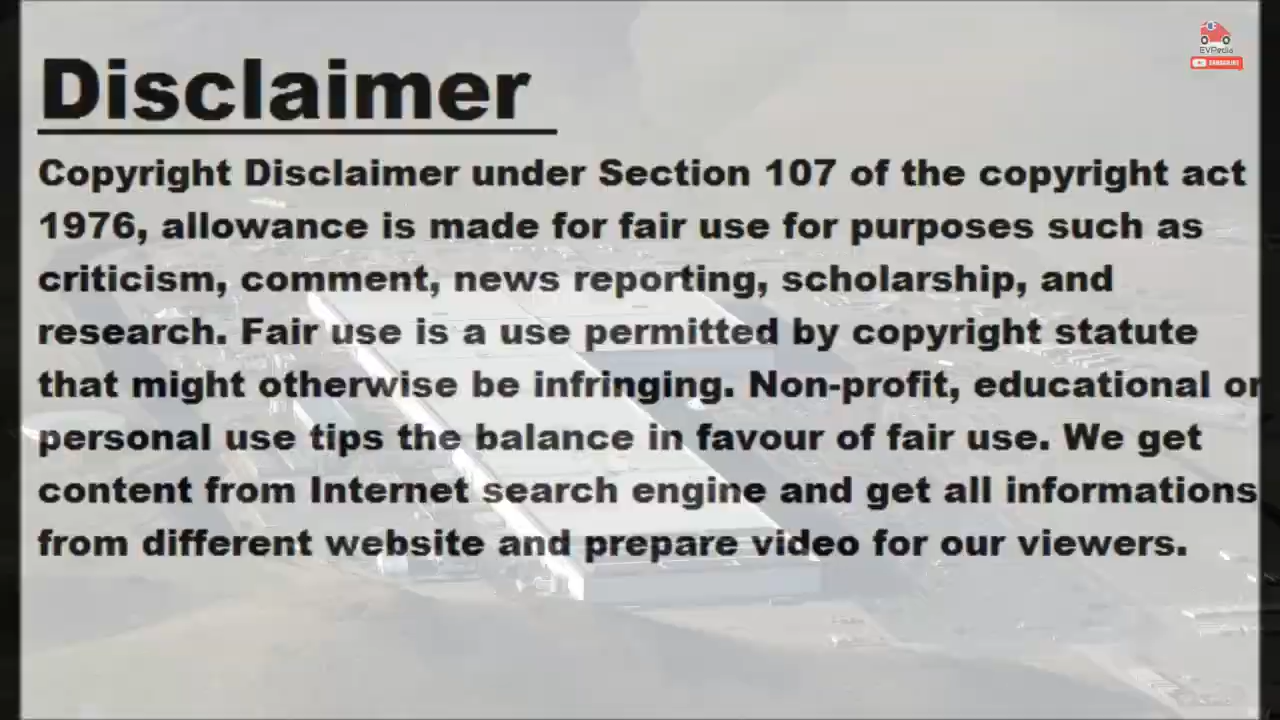 Disclaimer
Copyright Disclaimer under Section 107 of the copyright act
1976, allowance is made for fair use for purposes such as
criticism, comment, news reporting, scholarship, and
research. Fair use is a use permitted by copyright statute
that might otherwise be infringing. Non-profit, educational or
personal use tips the balance in favour of fair use. We get
content from Internet search engine and get all informations
from different website and prepare video for our viewers.
EVPedia
SUBSCRIBE